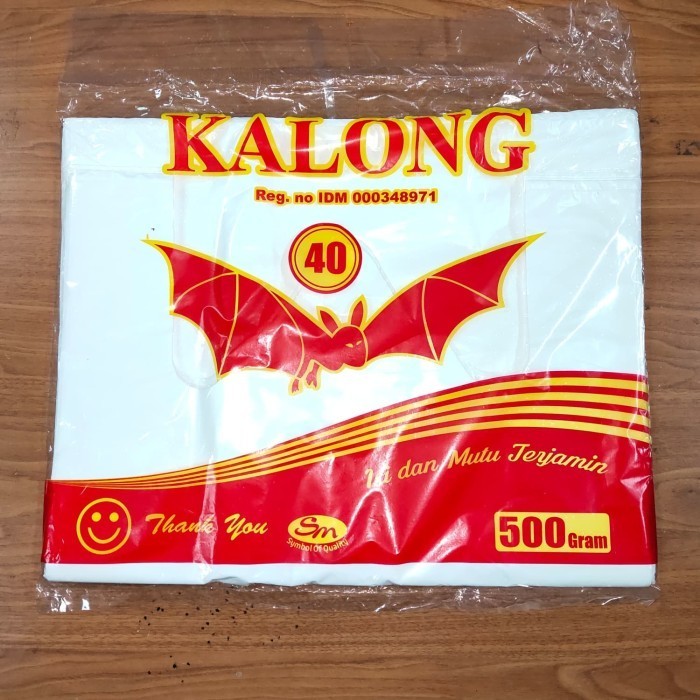 KALONG
Reg. no IDM 000348971
40
dan Mutu Terjamin
Thank You
Sm
Symbol Of Quality
500 Gram